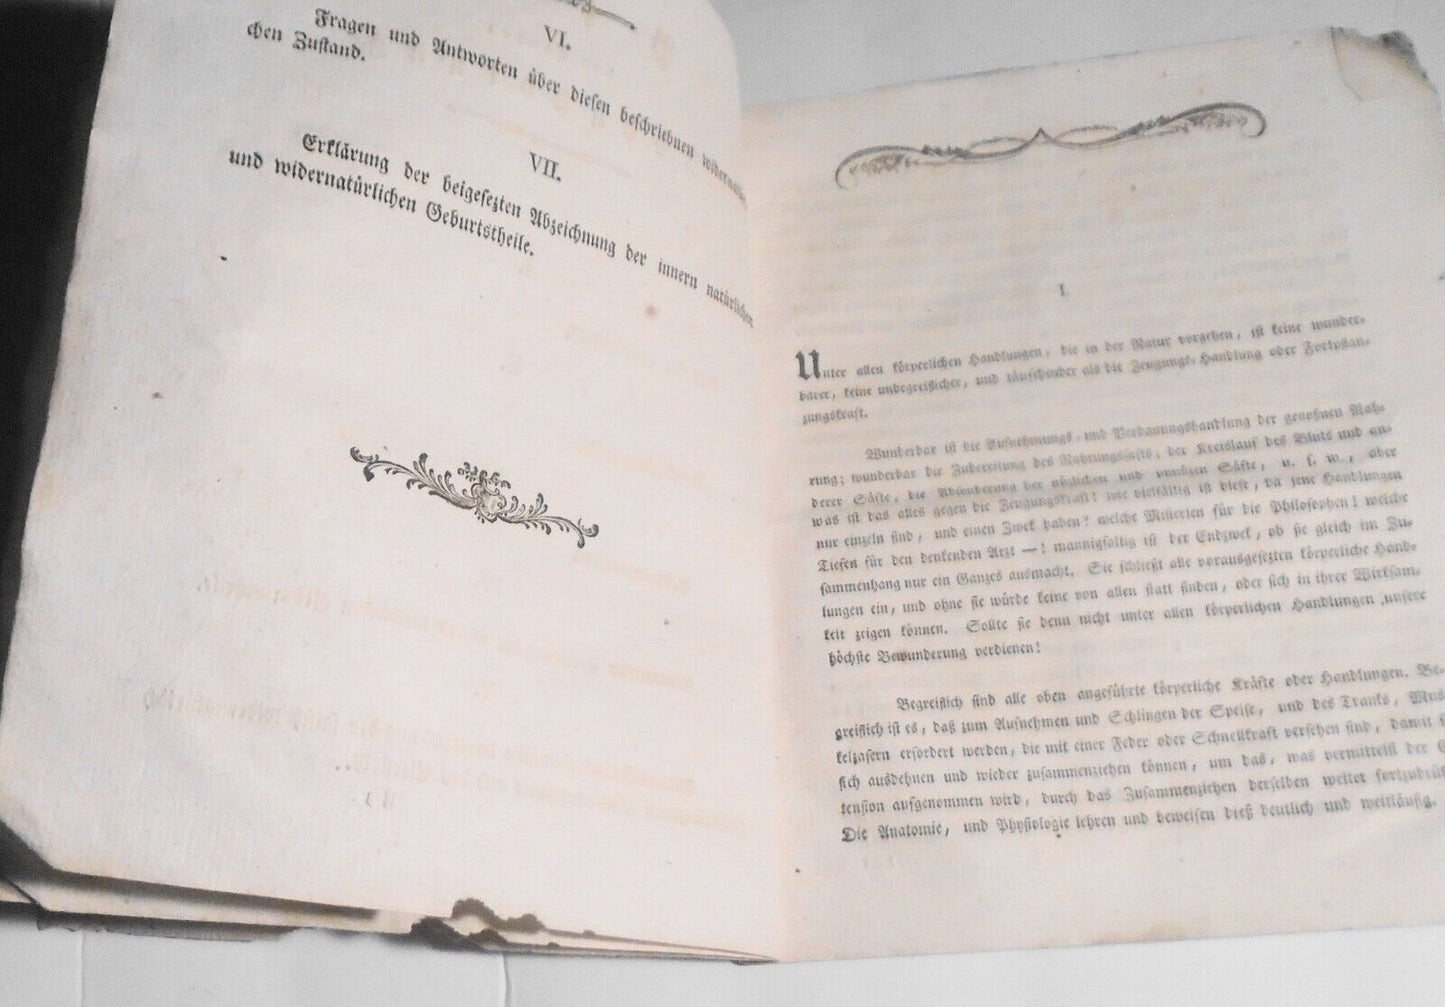 VI.
Fragen und Antworten über diesen beschriebnen widernatürli-
chen Zustand.
VII.
Erklärung der beigesezten Abzeichnung der innern natürlichen
und widernatürlichen Geburtstheile.
I.
Unter allen körperlichen Handlungen, die in der Natur vorgehen, ist keine wunder-
barer, keine unbegreiflicher, und täuschender als die Zeugungs-Handlung oder Fortpflan-
zungskraft.
Wunderbar ist die Aufnehmungs- und Verdauungshandlung der genoßnen Nah-
rung; wunderbar die Zubereitung des Nahrungssafts, der Kreislauf des Bluts und an-
derer Säfte, die Absönderung der nüzlichen und unnüzen Säfte, u. s. w., aber
was ist das alles gegen die Zeugungskraft! wie vielfältig ist diese, da jene Handlungen
nur einzeln sind, und einen Zwek haben? welche Misterien für die Philosophen! welche
Tiefen für den denkenden Arzt —! mannigfaltig ist der Endzwek, ob sie gleich im Zu-
sammenhang nur ein Ganzes ausmacht. Sie schließt alle vorausgesezten körperliche Hand-
lungen ein, und ohne sie würde keine von allen statt finden, oder sich in ihrer Wirksam-
keit zeigen können. Sollte sie denn nicht unter allen körperlichen Handlungen unsere
höchste Bewunderung verdienen!
Begreiflich sind alle oben angeführte körperliche Kräfte oder Handlungen. Be-
greiflich ist es, daß zum Aufnehmen und Schlingen der Speise, und des Tranks, Mus-
kelfasern erfordert werden, die mit einer Feder oder Schnellkraft versehen sind, damit
sich ausdehnen und wieder zusammenziehen können, um das, was vermittelst der
tension aufgenommen wird, durch das Zusammenziehen derselben weiter fortzudrük
Die Anatomie, und Physiologie lehren und beweisen dieß deutlich und weitläufig.